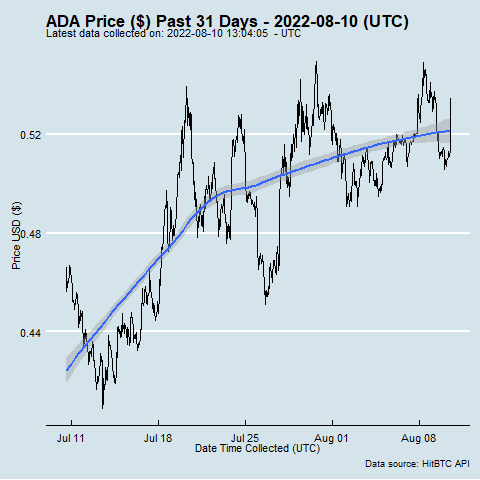 ADA Price ($) Past 31 Days - 2022-08-10 (UTC)
Latest data collected on: 2022-08-10 13:04:05 - UTC
0.52
0.48
0.44
Price USD ($)
Jul 11 Jul 18 Jul 25 Aug 01 Aug 08
Date Time Collected (UTC)
Data source: HitBTC API